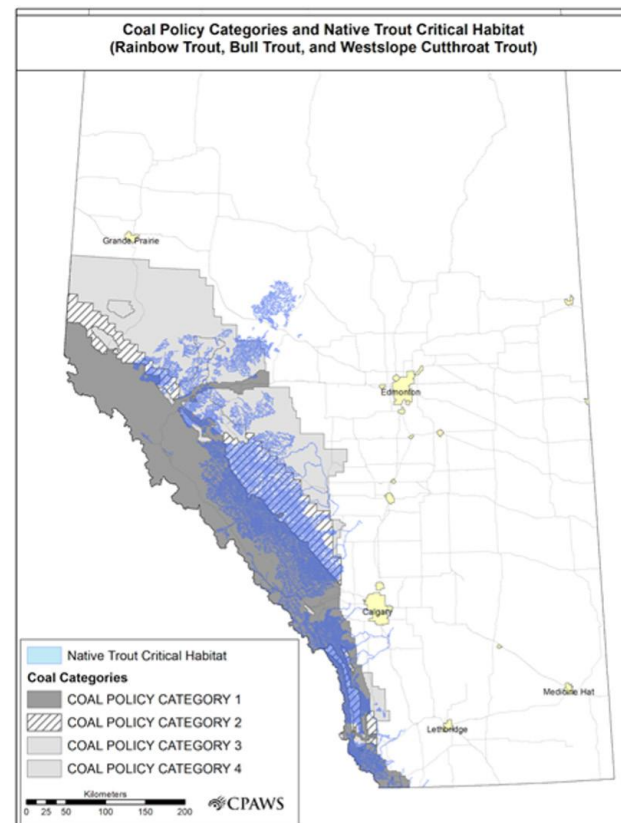 Coal Policy Categories and Native Trout Critical Habitat
(Rainbow Trout, Bull Trout, and Westslope Cutthroat Trout)
Grande Prairie
Edmonton
Calgary
Medicine Hat
Lethbridge
Native Trout Critical Habitat
Coal Categories
COAL POLICY CATEGORY 1
COAL POLICY CATEGORY 2
COAL POLICY CATEGORY 3
COAL POLICY CATEGORY 4
Kilometers
0 25 50 100 150 200
CPAWS